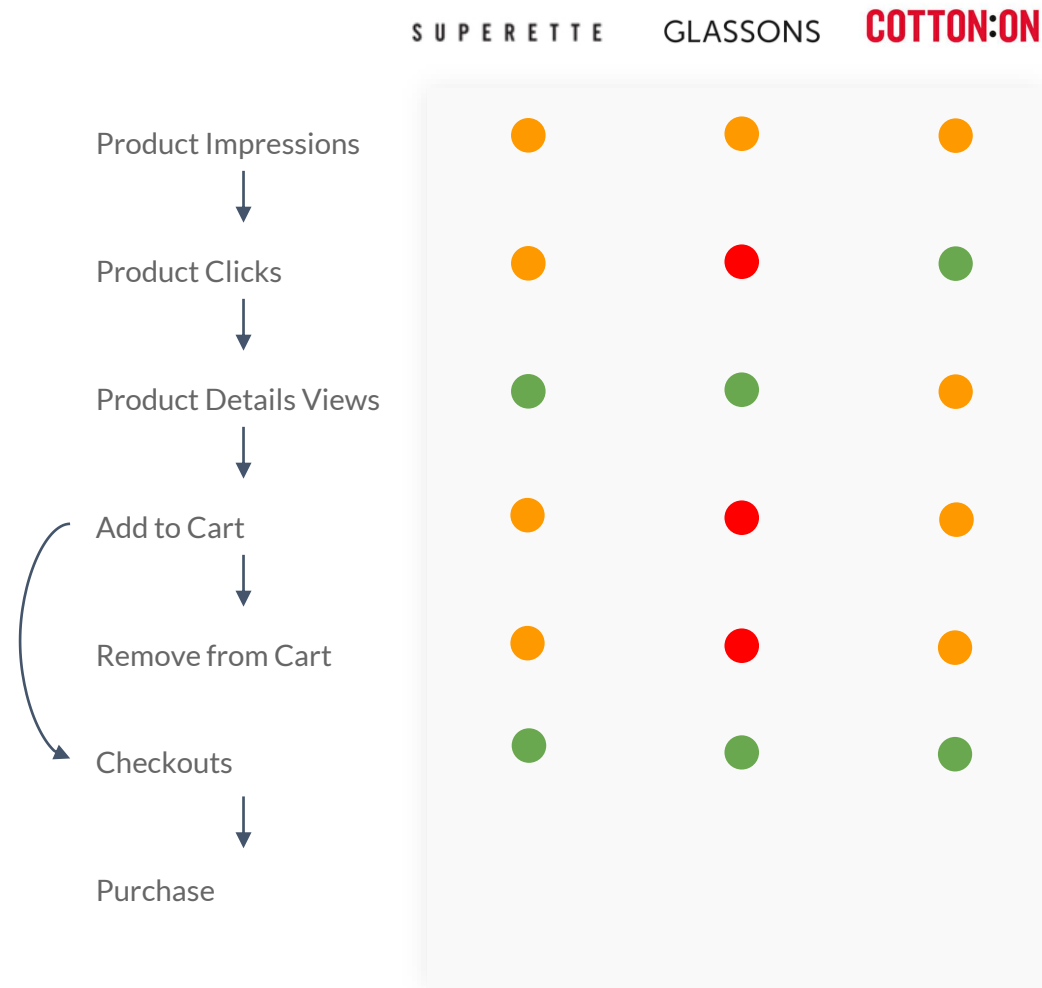 SUPERETTE GLASSONS COTTON:ON
Product Impressions
Product Clicks
Product Details Views
Add to Cart
Remove from Cart
Checkouts
Purchase